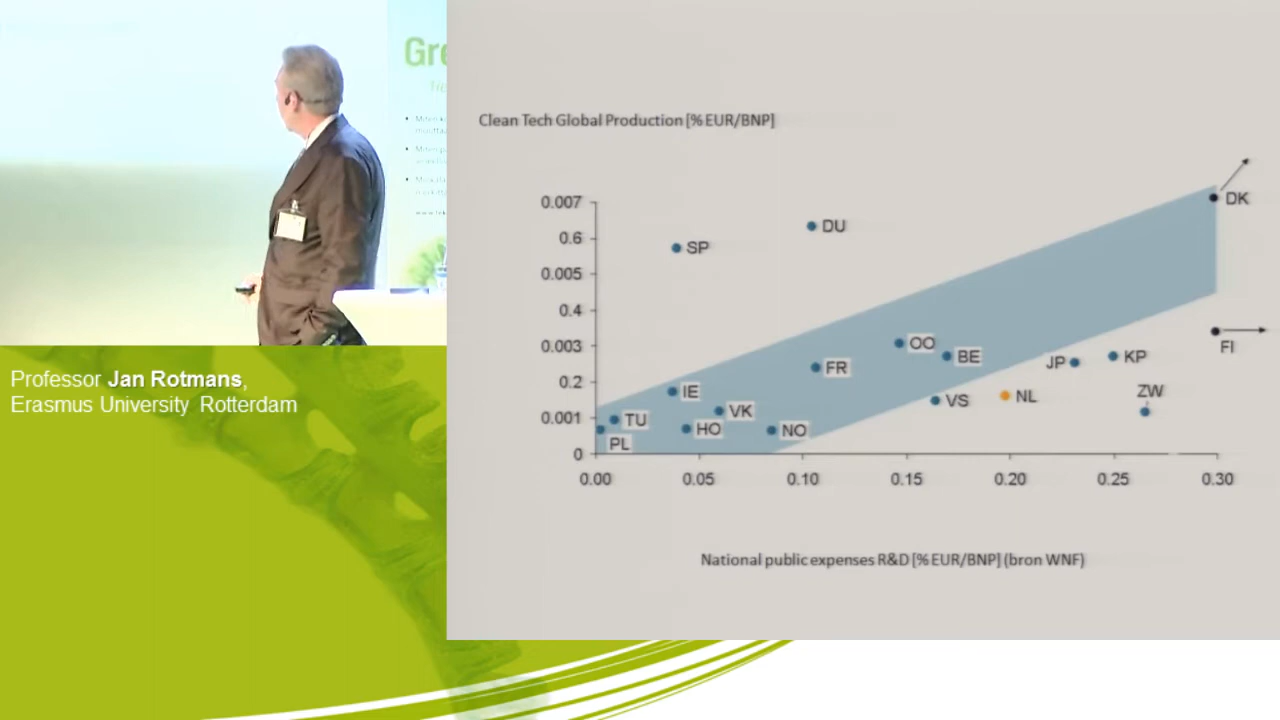 Gre
Clean Tech Global Production [% EUR/BNP]
0.007
0.6
0.005
0.4
0.003
0.2
0.001
0
SP
DU
DK
FI
OO
BE
FR
JP
KP
IE
VK
TU
HO
NO
PL
VS
NL
ZW
0.00 0.05 0.10 0.15 0.20 0.25 0.30
National public expenses R&D [% EUR/BNP] (bron WNF)
Professor Jan Rotmans,
Erasmus University Rotterdam